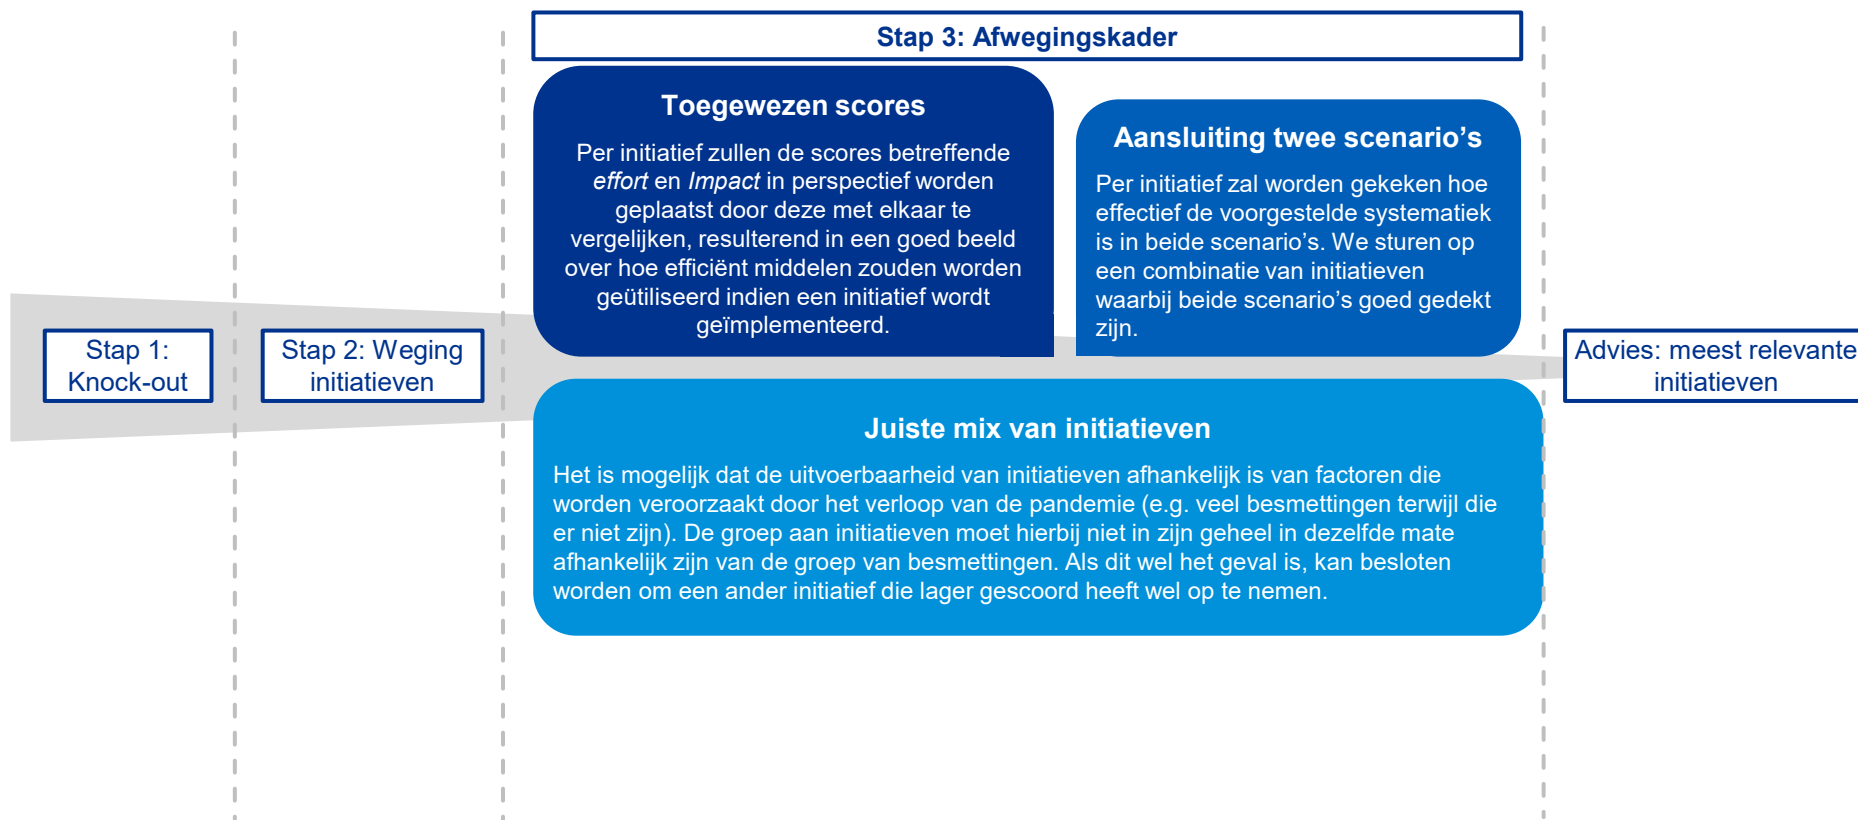 Stap 3: Afwegingskader
Toegewezen scores
Per initiatief zullen de scores betreffende
effort en Impact in perspectief worden
geplaatst door deze met elkaar te
vergelijken, resulterend in een goed beeld
over hoe efficiënt middelen zouden worden
geütiliseerd indien een initiatief wordt
geïmplementeerd.
Aansluiting twee scenario’s
Per initiatief zal worden gekeken hoe
effectief de voorgestelde systematiek
is in beide scenario’s. We sturen op
een combinatie van initiatieven
waarbij beide scenario’s goed gedekt
zijn.
Stap 1:
Knock-out
Stap 2: Weging
initiatieven
Advies: meest relevante
initiatieven
Juiste mix van initiatieven
Het is mogelijk dat de uitvoerbaarheid van initiatieven afhankelijk is van factoren die
worden veroorzaakt door het verloop van de pandemie (e.g. veel besmettingen terwijl die
er niet zijn). De groep aan initiatieven moet hierbij niet in zijn geheel in dezelfde mate
afhankelijk zijn van de groep van besmettingen. Als dit wel het geval is, kan besloten
worden om een ander initiatief die lager gescoord heeft wel op te nemen.